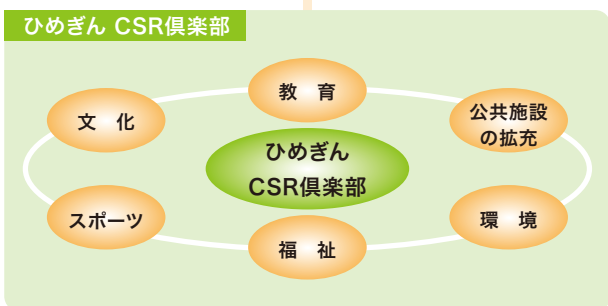 ひめぎん CSR倶楽部
教 育
文 化
公共施設
の拡充
ひめぎん
CSR倶楽部
スポーツ
環 境
福 祉